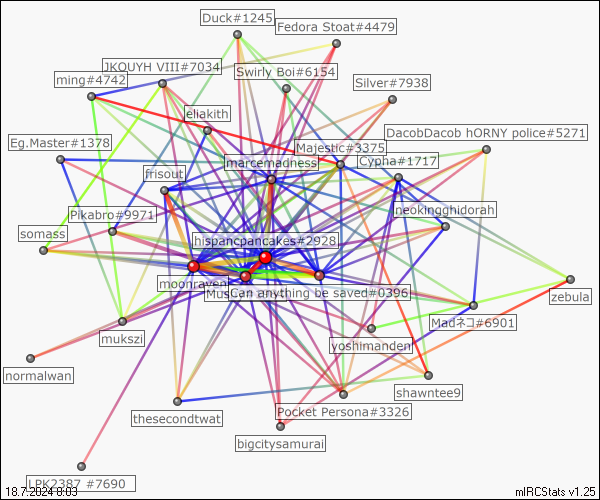 Duck#1245
Fedora Stoat#4479
JKOUYH VIII#7034
Swirly Boi#6154
ming#4742
Silver#7938
eliakith
DacobDacob hORNY police#5271
Eg.Master#1378
Majestic#3375
marcemadness
Cypha#1717
frisout
Pikabro#9971
neokingghidorah
somass
hispancpancakes#2928
moonraven
Mus
Can anything be saved#0396
zebula
Madネコ#6901
mukszi
yoshimanden
normalwan
shawntee9
thesecondtwat
Pocket Persona#3326
bigcitysamurai
LPK2387 #7690
18.7.2024 8:03
mIRCStats v1.25